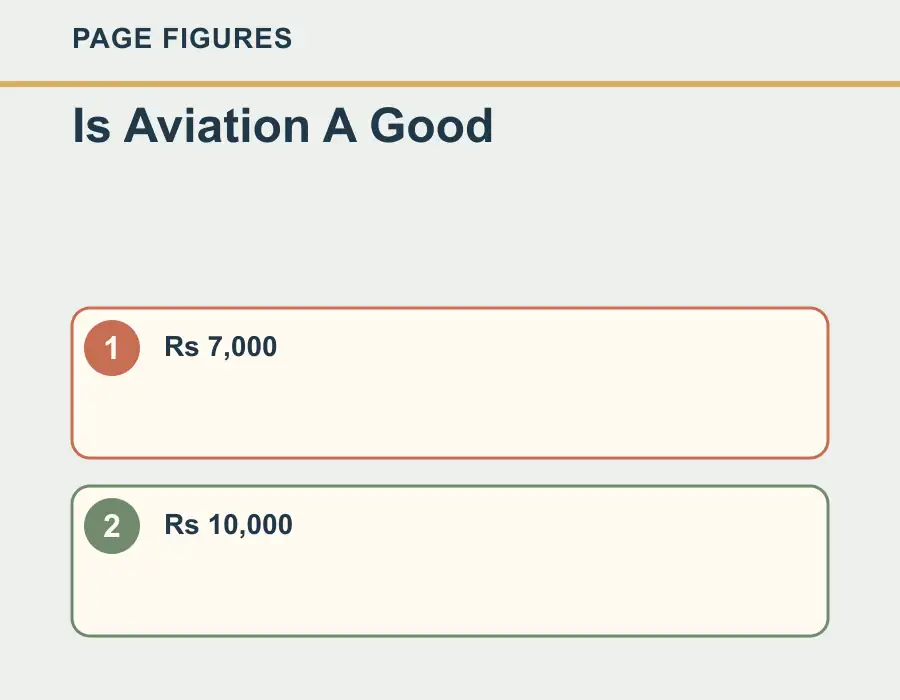 PAGE FIGURES
Is Aviation A Good
1
Rs 7,000
2
Rs 10,000